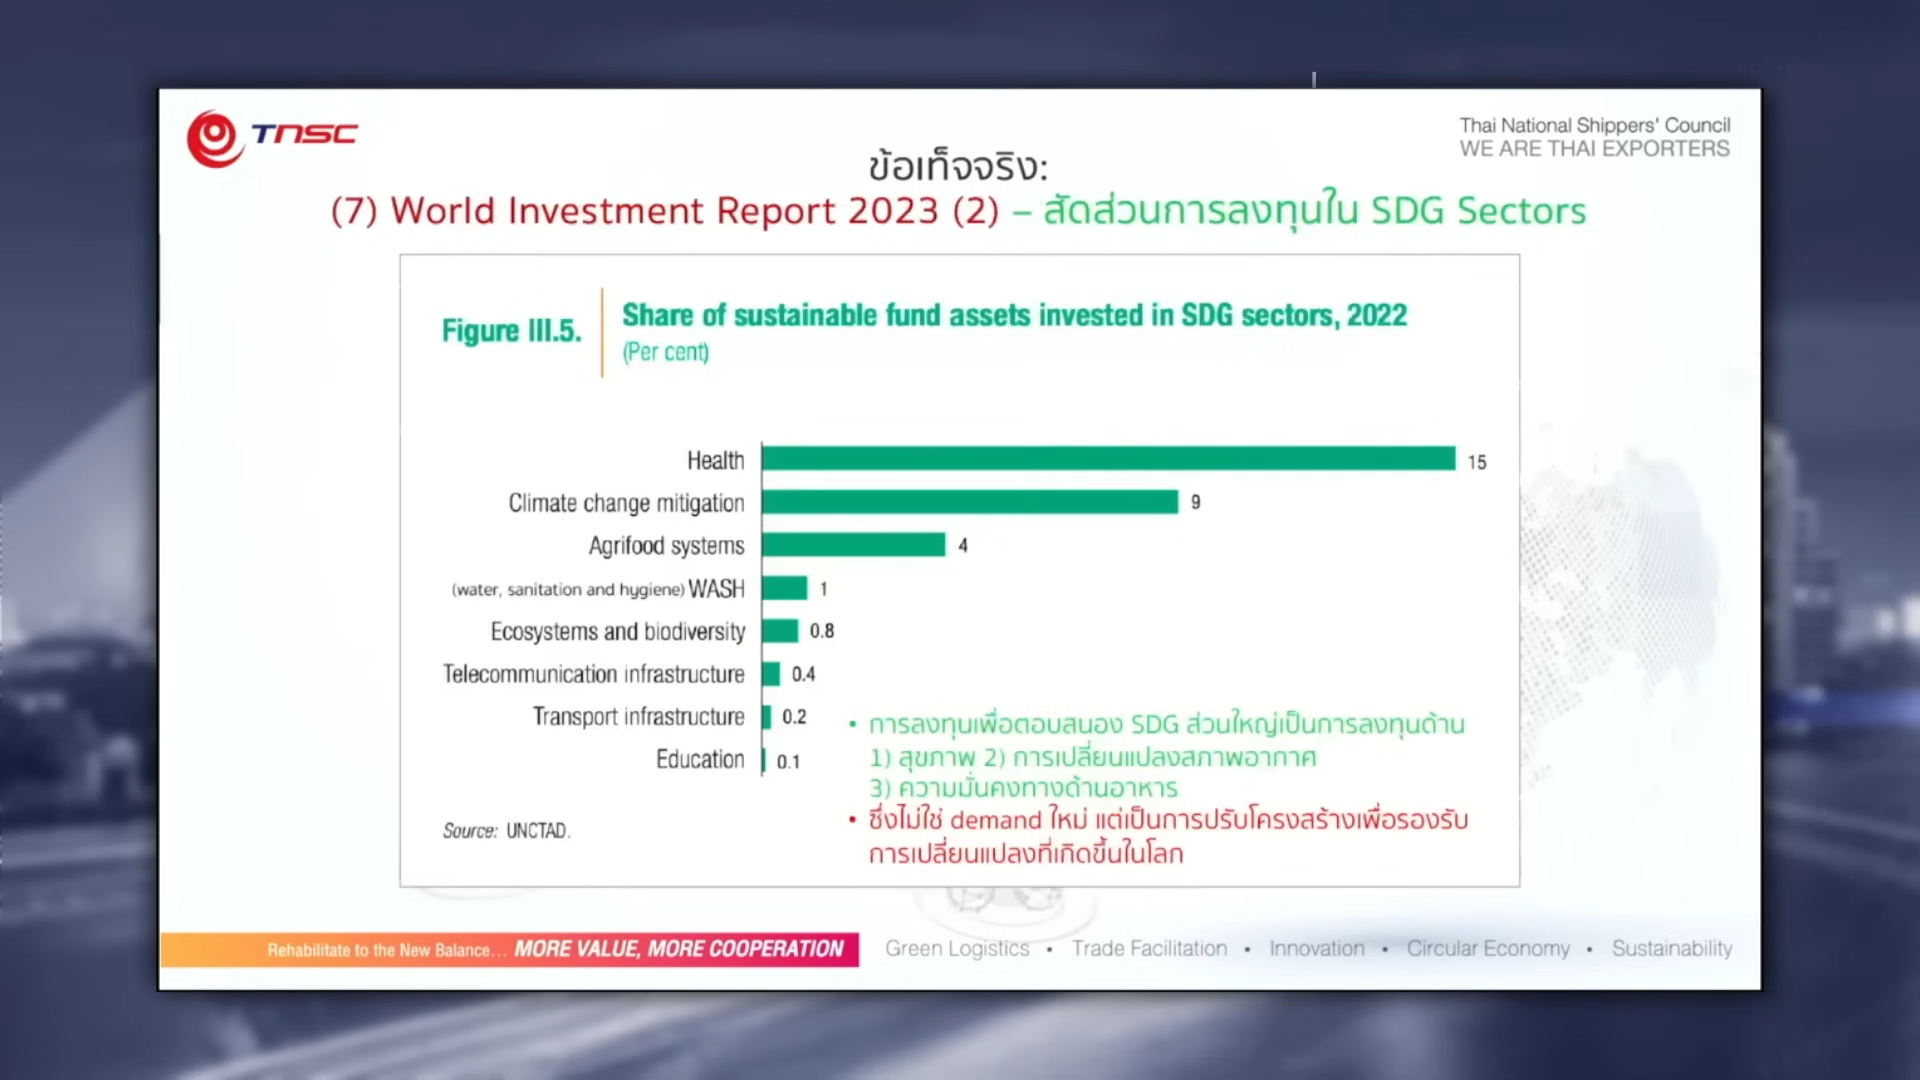 TNSC
Thai National Shippers' Council
WE ARE THAI EXPORTERS
ข้อเท็จจริง:
(7) World Investment Report 2023 (2) – สัดส่วนการลงทุนใน SDG Sectors
Figure III.5.
Share of sustainable fund assets invested in SDG sectors, 2022
(Per cent)
Health 15
Climate change mitigation 9
Agrifood systems 4
(water, sanitation and hygiene) WASH 1
Ecosystems and biodiversity 0.8
Telecommunication infrastructure 0.4
Transport infrastructure 0.2
Education 0.1
• การลงทุนเพื่อตอบสนอง SDG ส่วนใหญ่เป็นการลงทุนด้าน
1) สุขภาพ 2) การเปลี่ยนแปลงสภาพอากาศ
3) ความมั่นคงทางด้านอาหาร
• ซึ่งไม่ใช่ demand ใหม่ แต่เป็นการปรับโครงสร้างเพื่อรองรับ
การเปลี่ยนแปลงที่เกิดขึ้นในโลก
Source: UNCTAD.
Rehabilitate to the New Balance... MORE VALUE, MORE COOPERATION
Green Logistics • Trade Facilitation • Innovation • Circular Economy • Sustainability